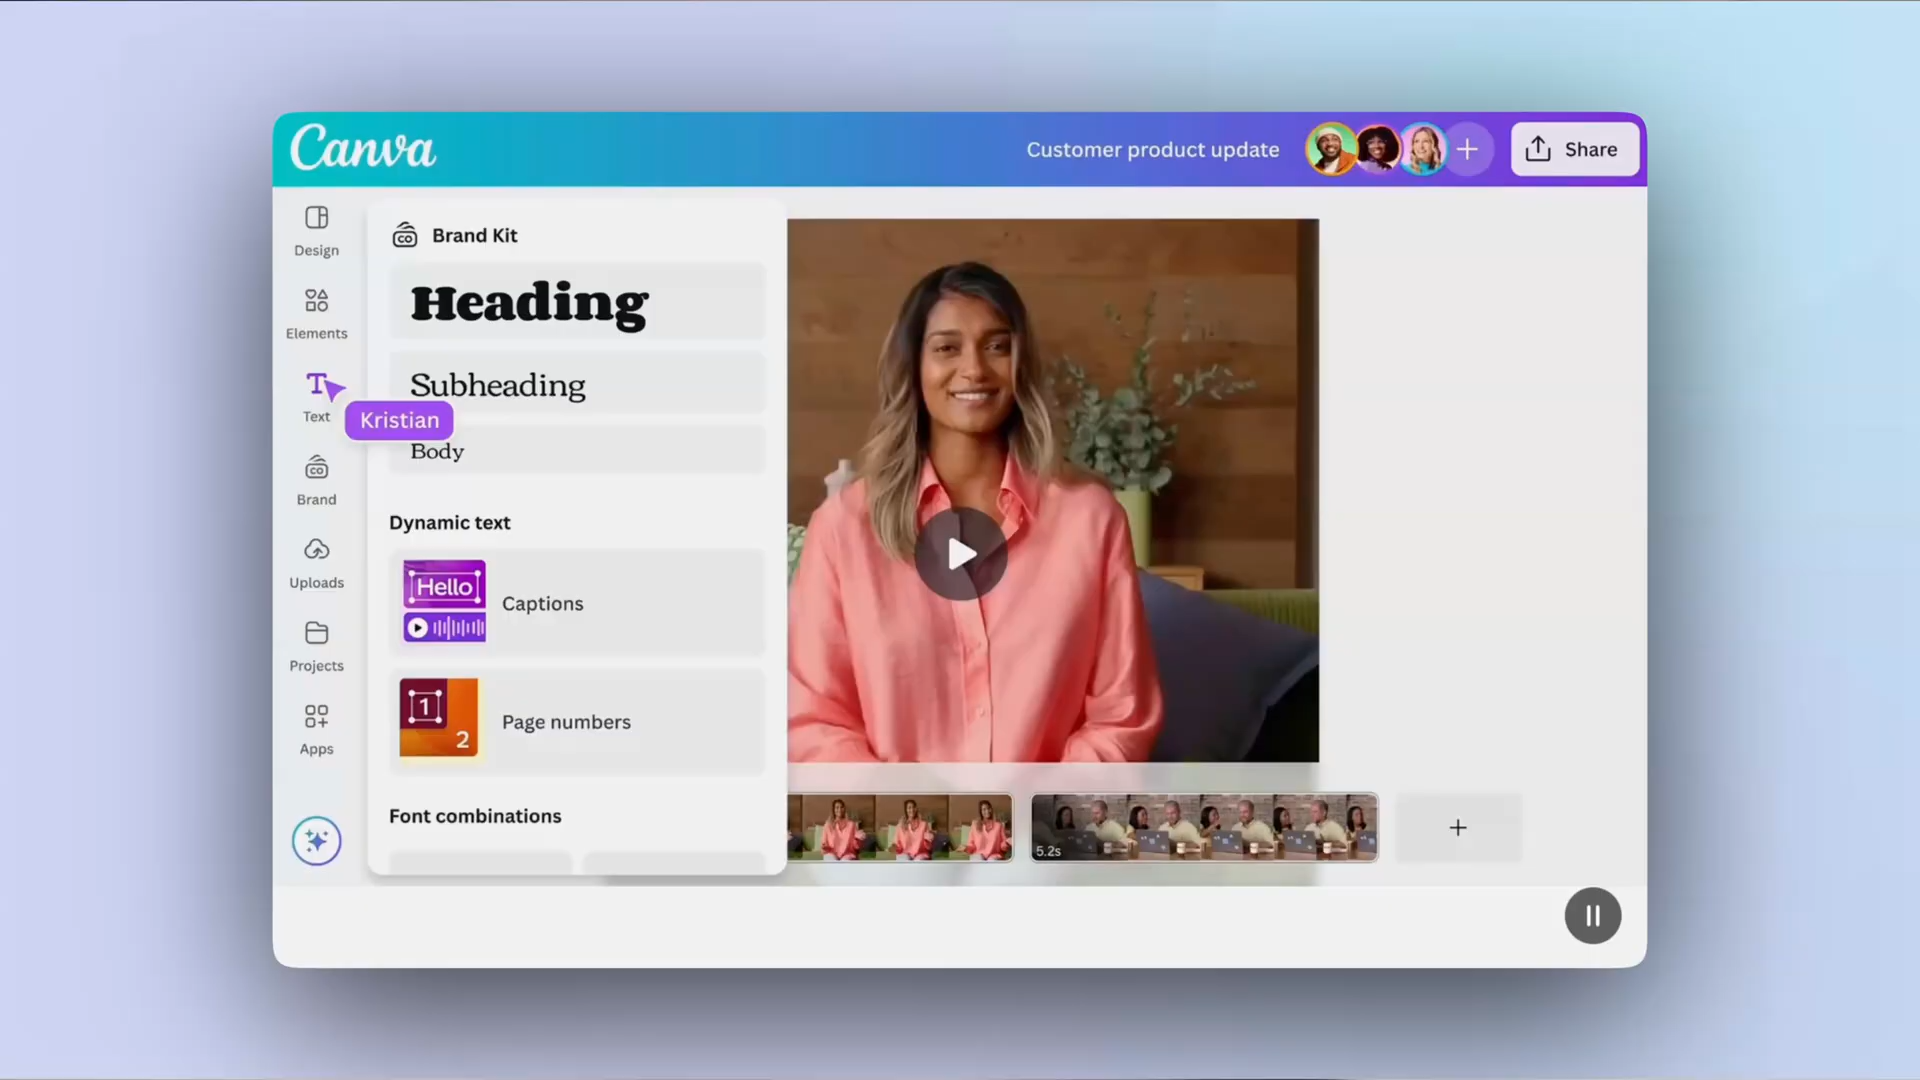 Canva
Customer product update
Share
Design
Elements
Text
Brand
Uploads
Projects
Apps
Kristian
Brand Kit
Heading
Subheading
Body
Dynamic text
Hello
Captions
1
2
Page numbers
Font combinations
5.2s